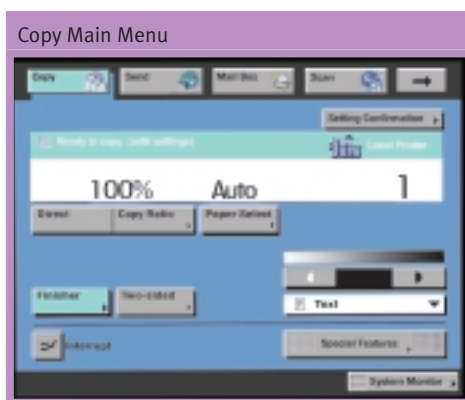 Copy Main Menu
Copy Send Mail Box Scan
Setting Confirmation
Ready to copy. (with settings) Local Printer
100% Auto 1
Direct Copy Ratio Paper Select
Finisher Two-sided
Text
Interrupt Special Features
System Monitor